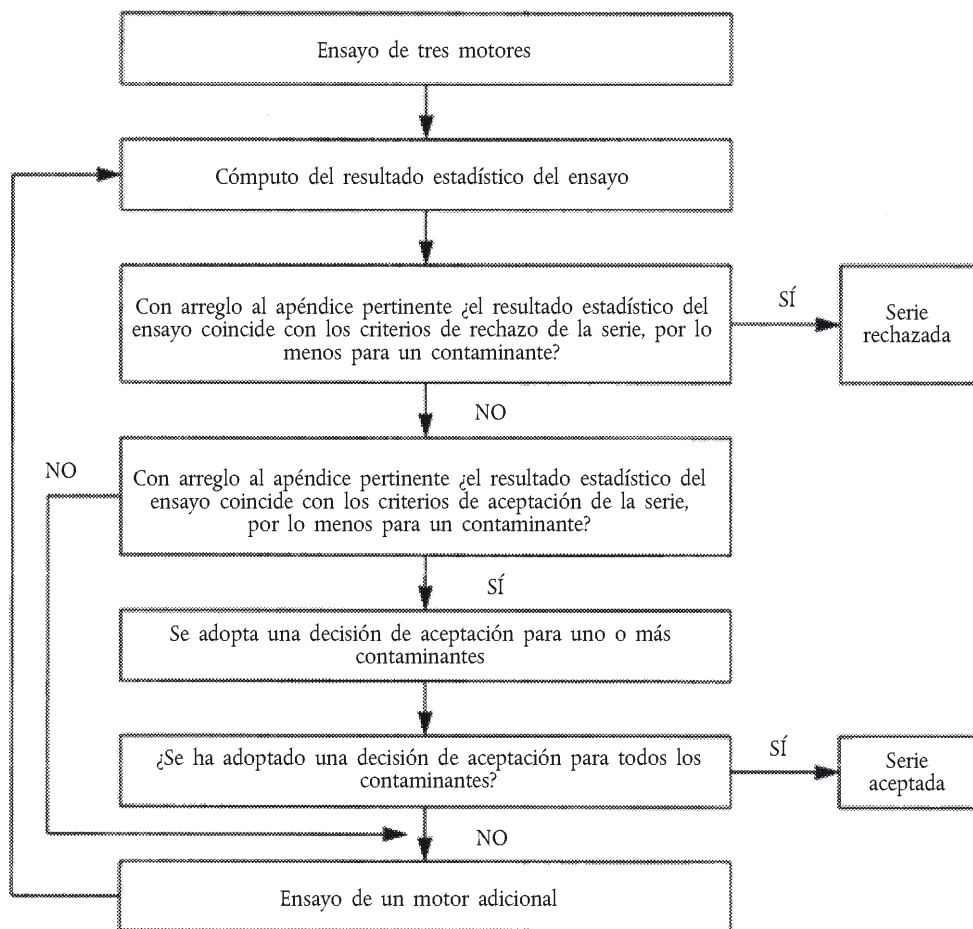 Ensayo de tres motores
Cómputo del resultado estadístico del ensayo
Con arreglo al apéndice pertinente ¿el resultado estadístico del
ensayo coincide con los criterios de rechazo de la serie, por lo
menos para un contaminante?
SÍ
Serie
rechazada
NO
NO
Con arreglo al apéndice pertinente ¿el resultado estadístico del
ensayo coincide con los criterios de aceptación de la serie,
por lo menos para un contaminante?
SÍ
Se adopta una decisión de aceptación para uno o más
contaminantes
¿Se ha adoptado una decisión de aceptación para todos los
contaminantes?
SÍ
Serie
aceptada
NO
Ensayo de un motor adicional